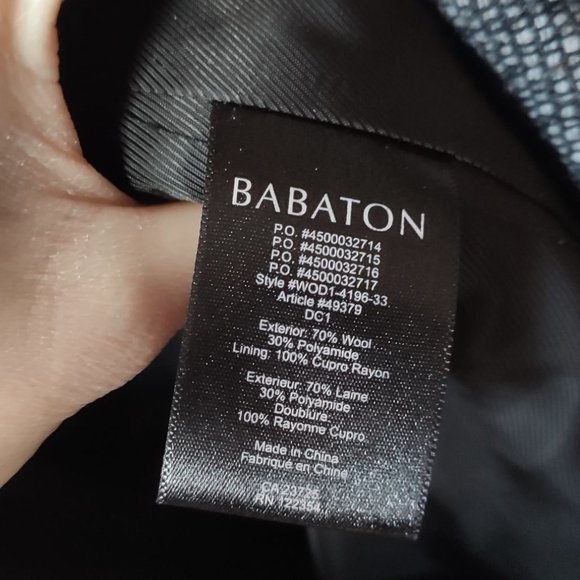 BABATON
P.O. #4500032714
P.O. #4500032715
P.O. #4500032716
P.O. #4500032717
Style #WOD1-4196-33
Article #49379
DC1
Exterior: 70% Wool
30% Polyamide
Lining: 100% Cupro Rayon
Exterieur: 70% Laine
30% Polyamide
Doublure:
100% Rayonne Cupro
Made in China
Fabriqué en Chine
RN